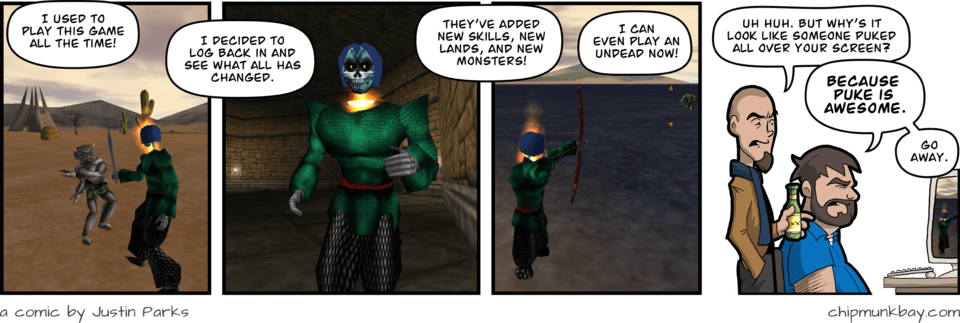 I USED TO
PLAY THIS GAME
ALL THE TIME!
I DECIDED TO
LOG BACK IN AND
SEE WHAT ALL HAS
CHANGED.
THEY'VE ADDED
NEW SKILLS, NEW
LANDS, AND NEW
MONSTERS!
I CAN
EVEN PLAY AN
UNDEAD NOW!
UH HUH. BUT WHY'S IT
LOOK LIKE SOMEONE PUKED
ALL OVER YOUR SCREEN?
BECAUSE
PUKE IS
AWESOME.
GO
AWAY.
a comic by Justin Parks
chipmunkbay.com